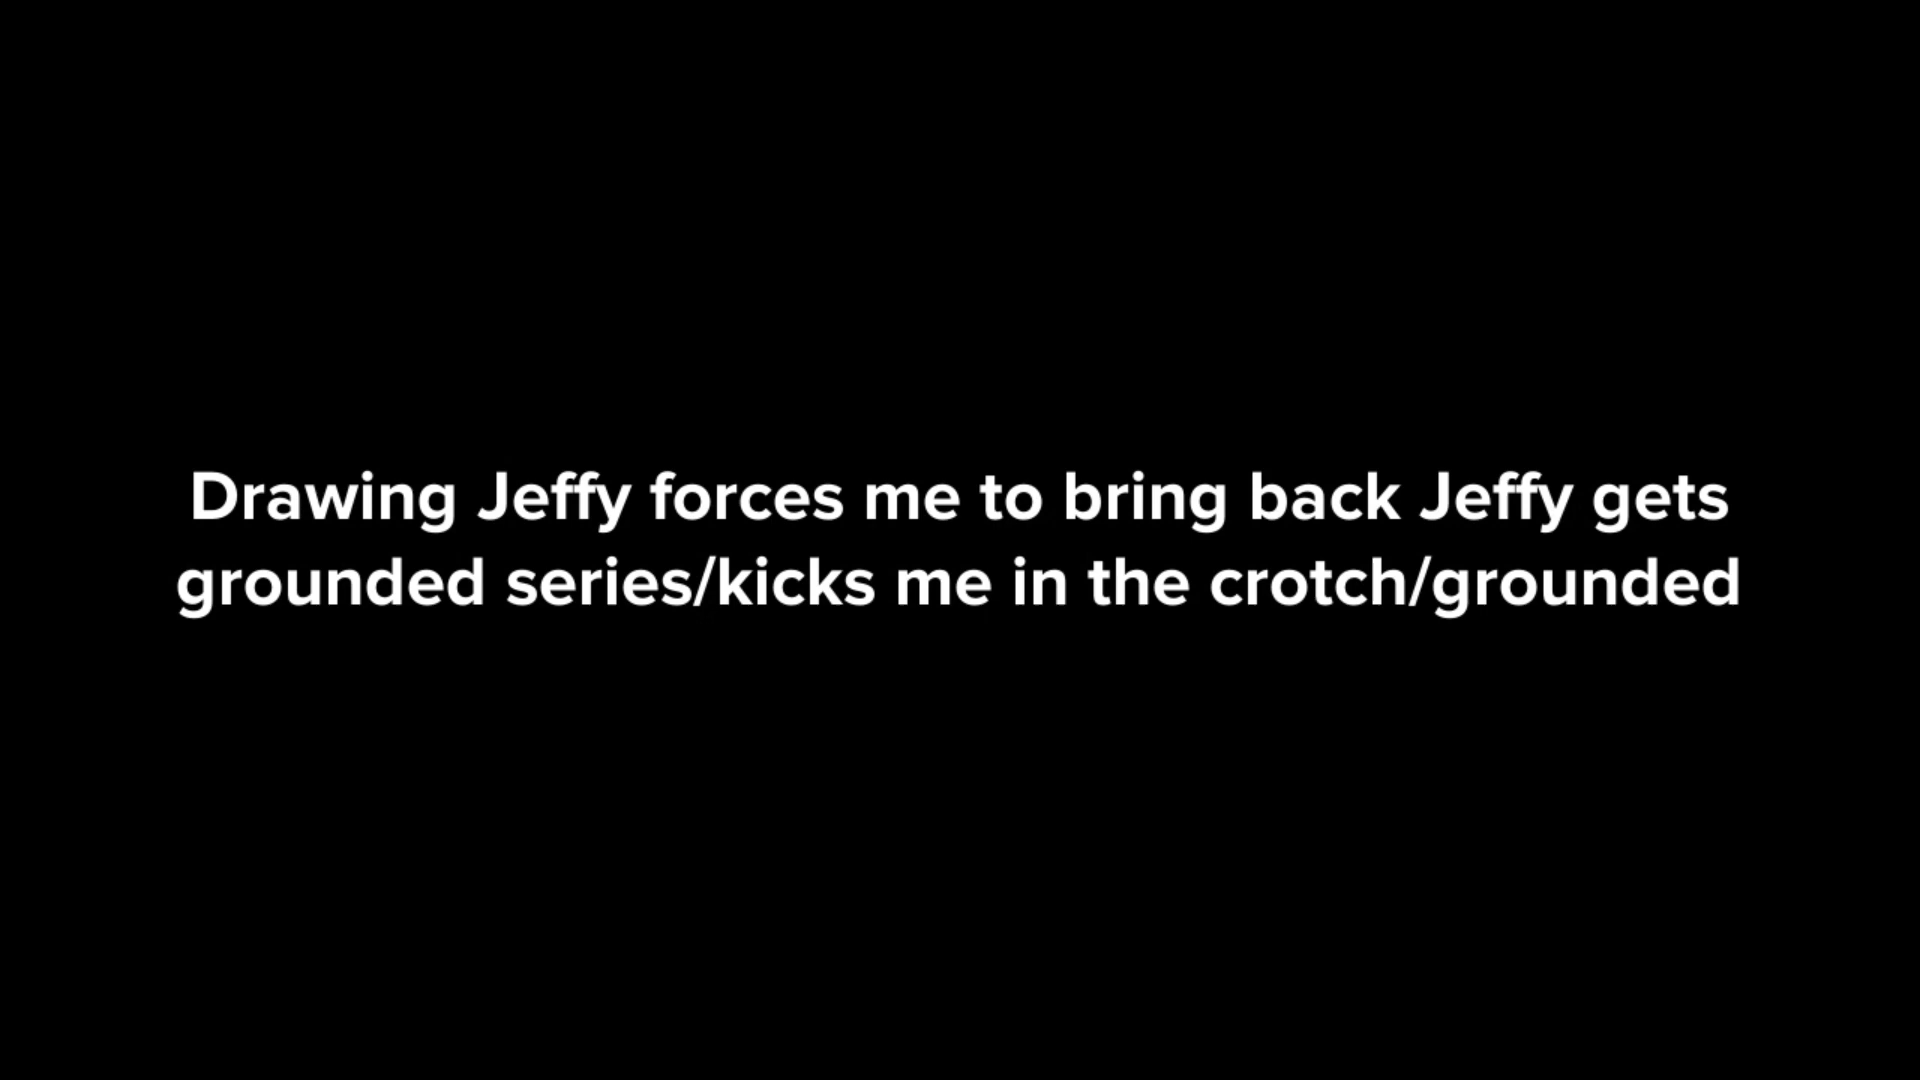 Drawing Jeffy forces me to bring back Jeffy gets
grounded series/kicks me in the crotch/grounded